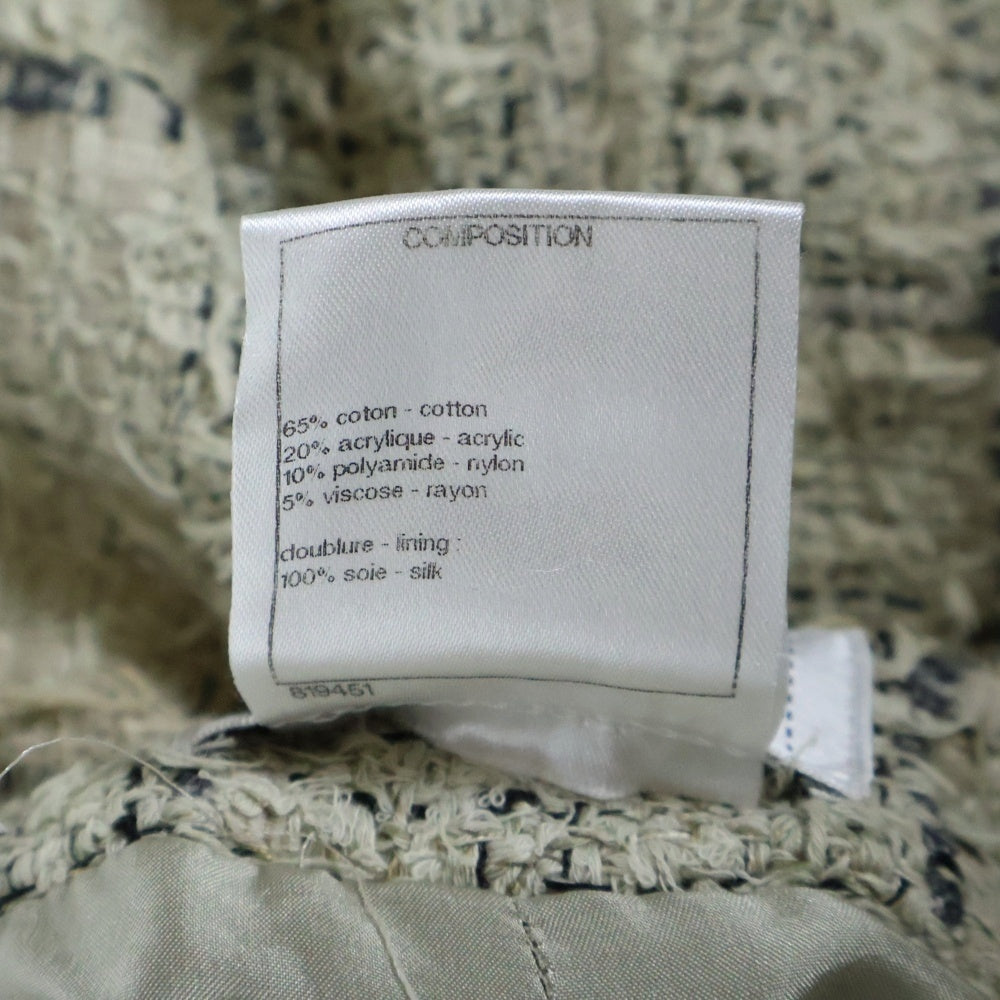 COMPOSITION
65% coton - cotton
20% acrylique - acrylic
10% polyamide - nylon
5% viscose - rayon
doublure - lining :
100% soie - silk
819451